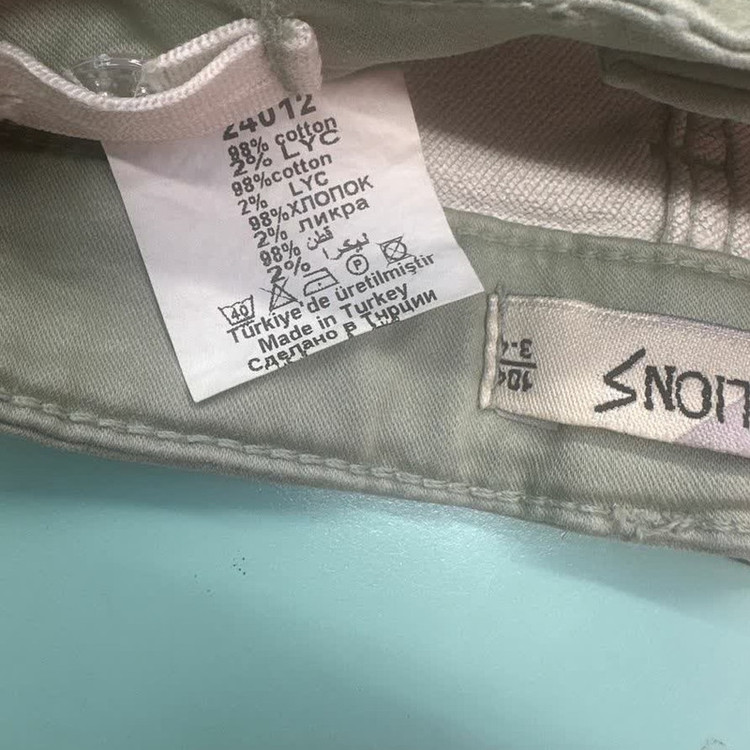 24012
98% cotton
2% LYC
98%cotton
2% LYC
98%ХЛОПОК
2% ЛИКРА
98% قطن
2% ليكرا
40
P
Türkiye'de üretilmiştir
Made in Turkey
Сделано в Тнрции
104
LIONS